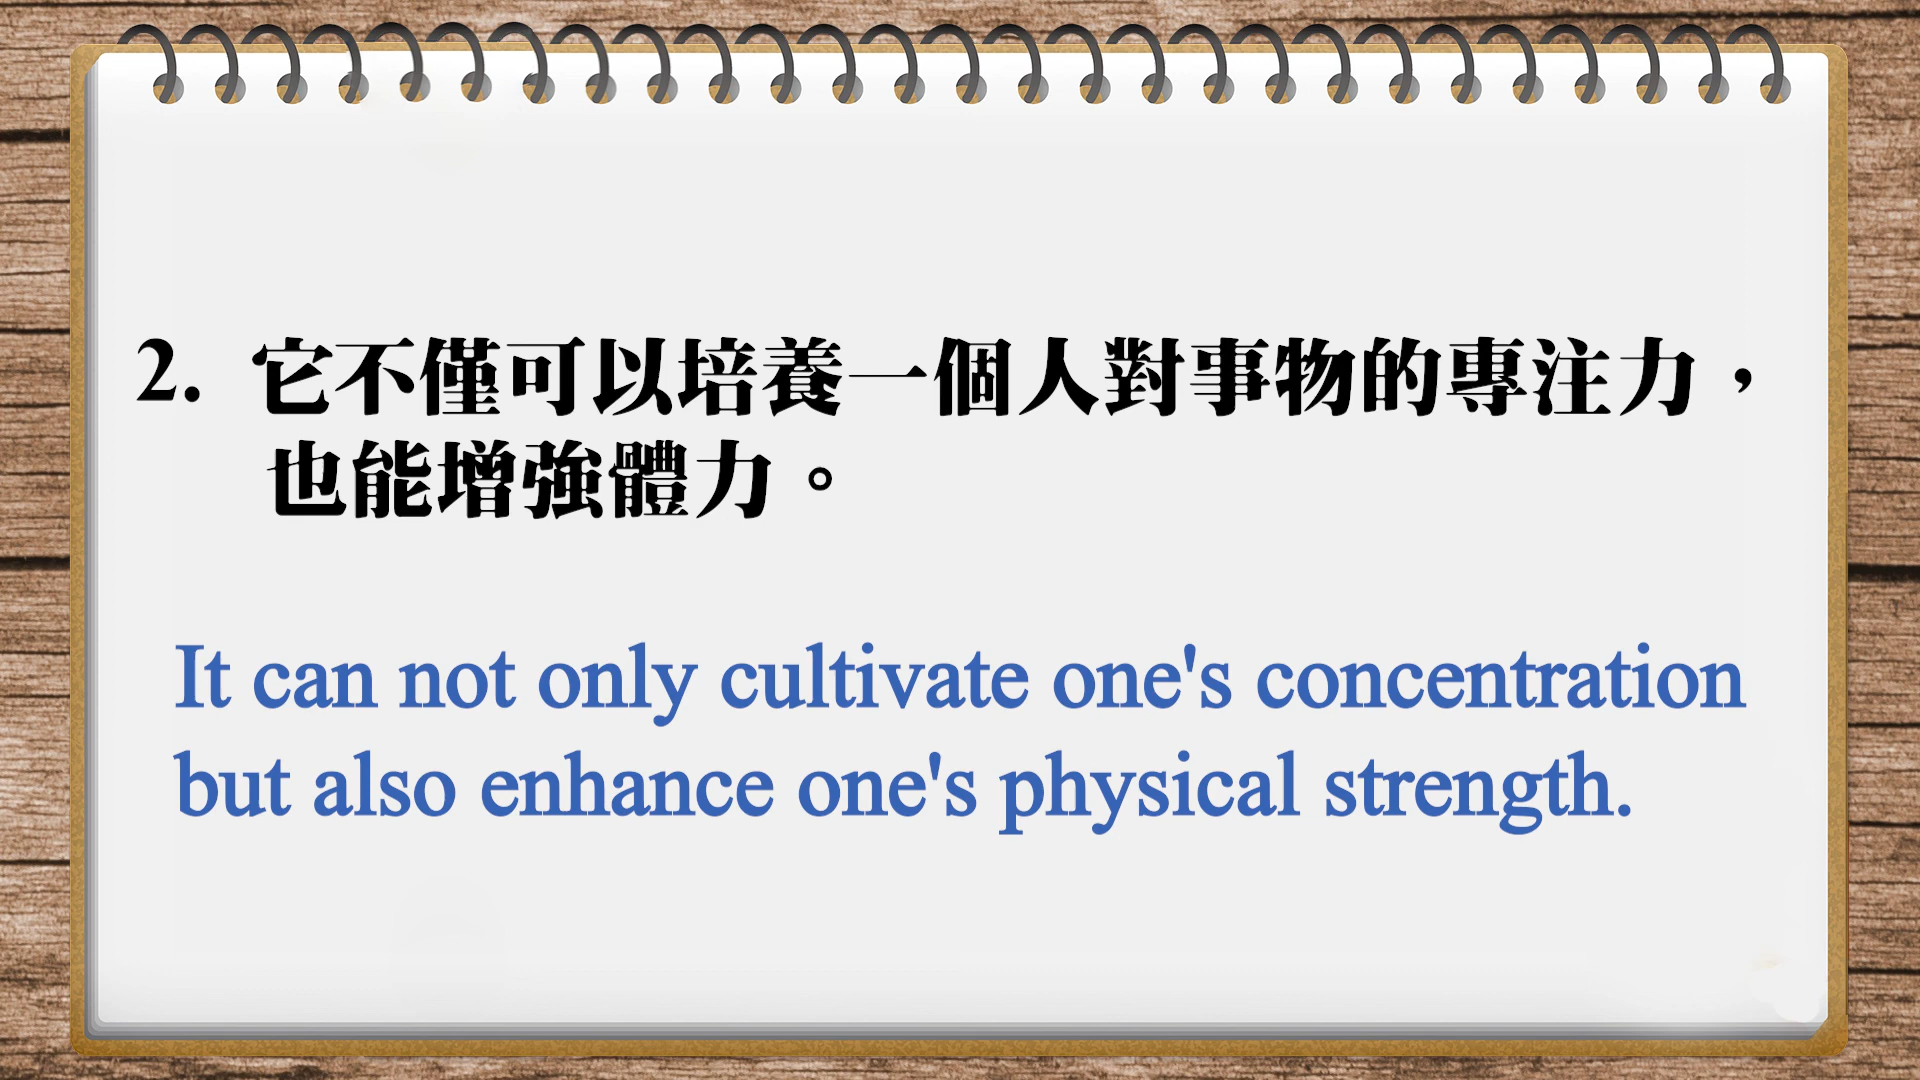 2. 它不僅可以培養一個人對事物的專注力，
也能增強體力。
It can not only cultivate one's concentration
but also enhance one's physical strength.